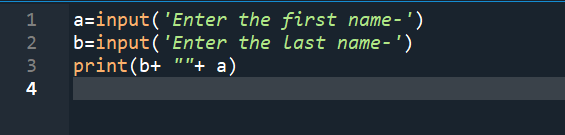 1 a=input('Enter the first name-')
2 b=input('Enter the last name-')
3 print(b+ ""+ a)
4